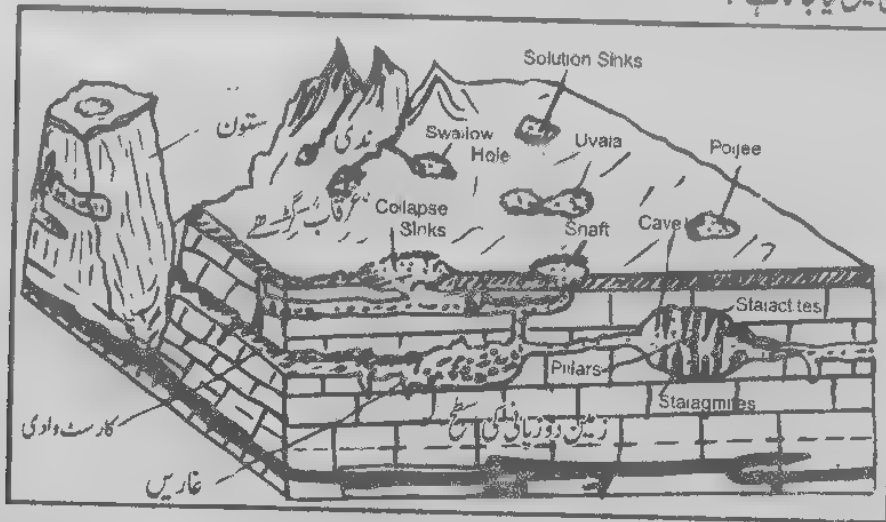 Solution Sinks
ستون
ندی
Swallow
Hole
Uvala
Poljee
غرقاب گڑھے
Collapse
Sinks
Shaft
Cave
Stalactites
Pillars
Stalagmites
زمین دوز پانی کی سطح
کارسٹ وادی
غاریں